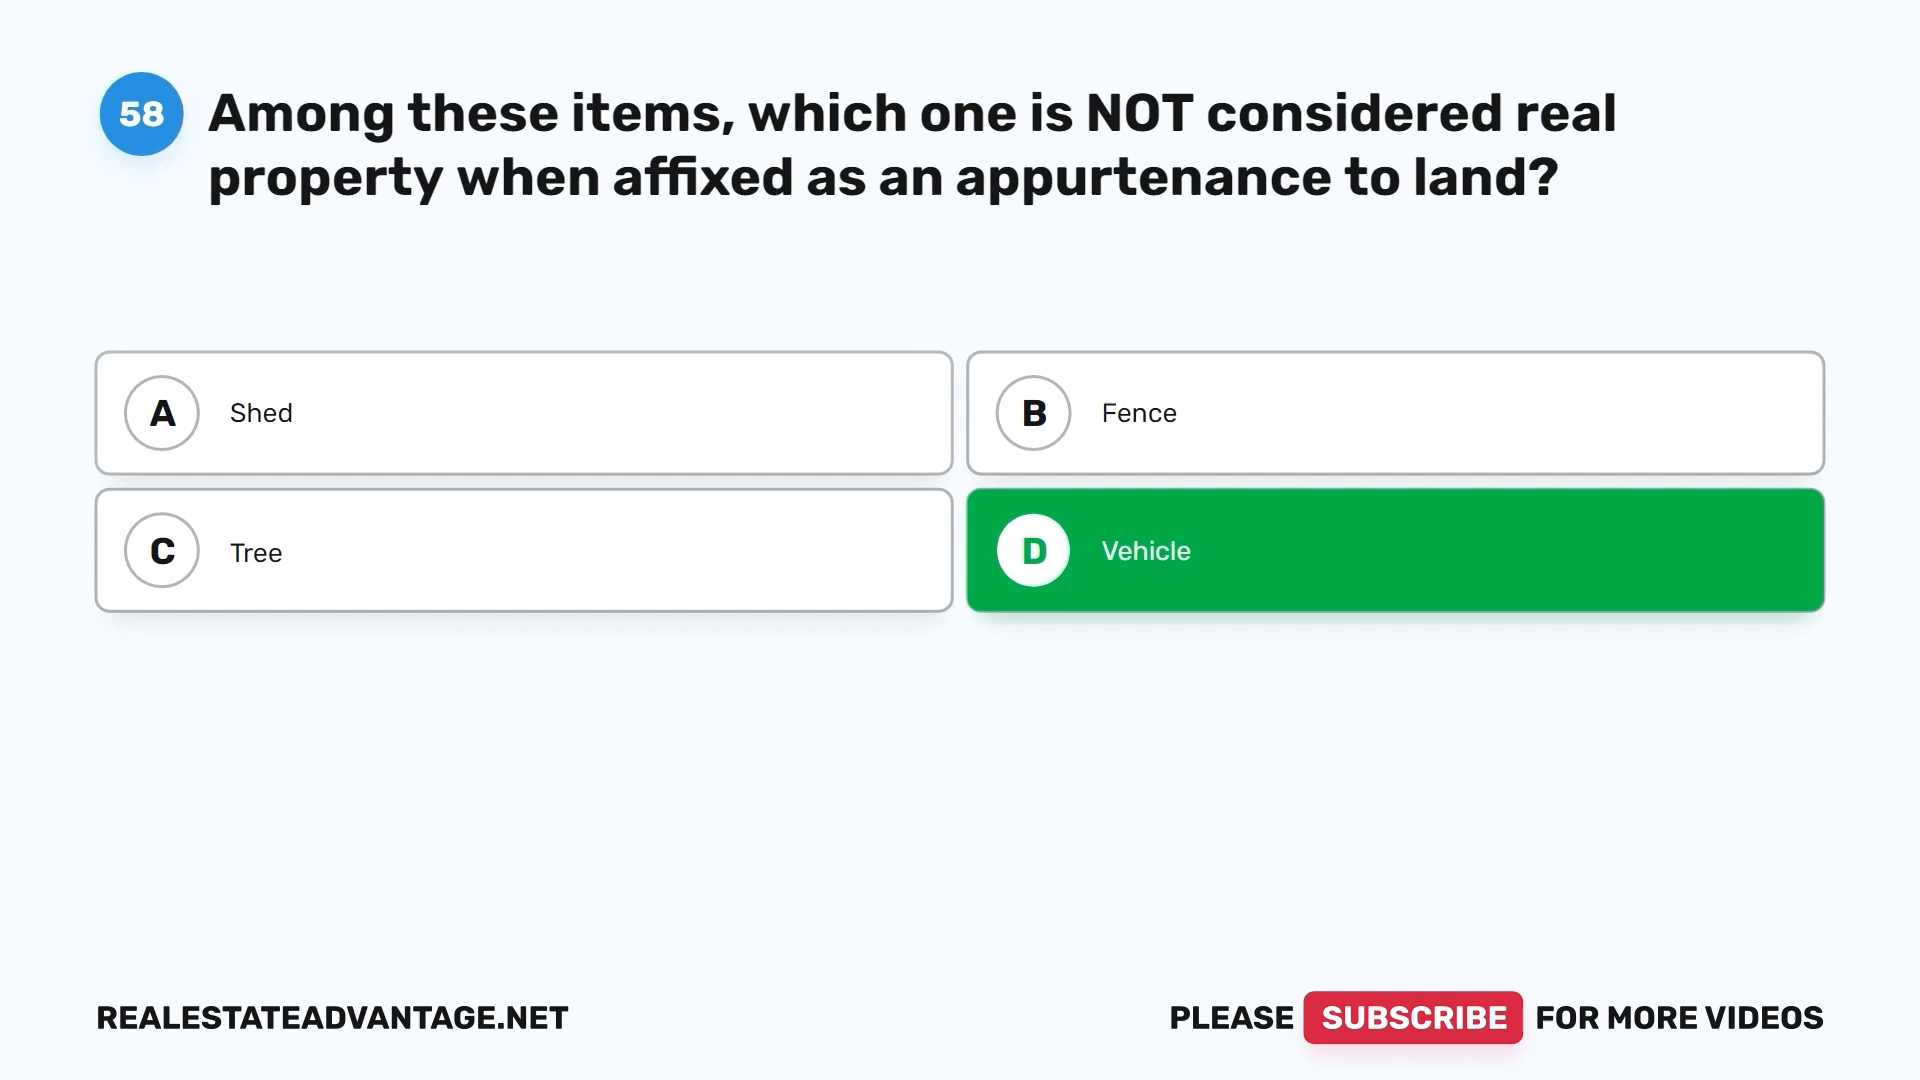 58
Among these items, which one is NOT considered real
property when affixed as an appurtenance to land?
A Shed
B Fence
C Tree
D Vehicle
REALESTATEADVANTAGE.NET
PLEASE SUBSCRIBE FOR MORE VIDEOS